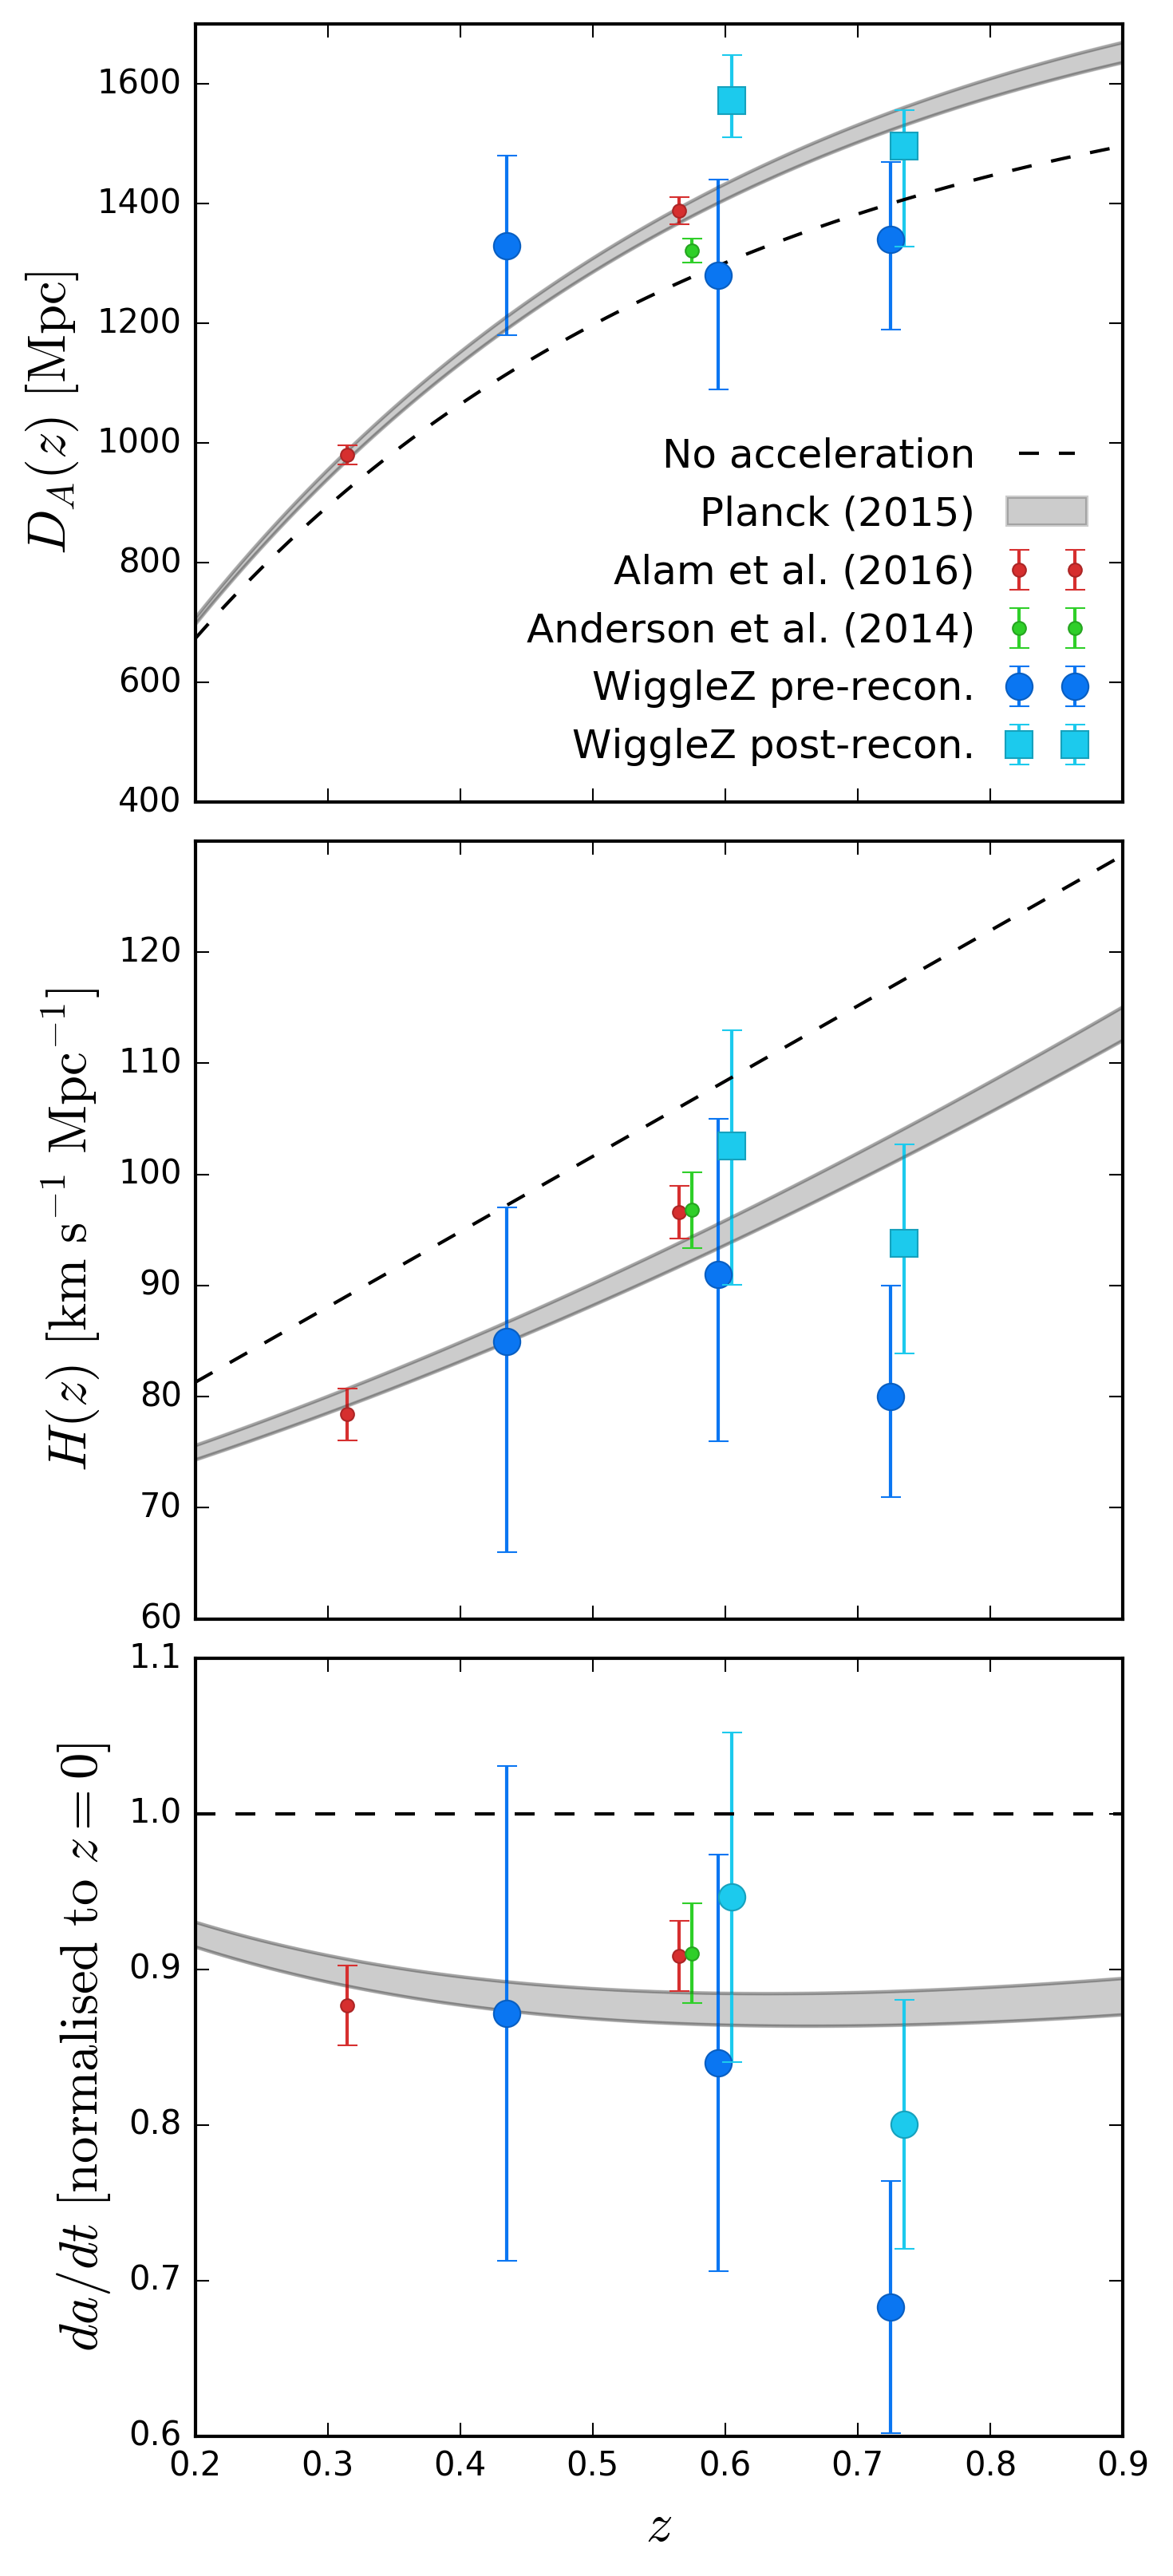 1600
1400
1200
1000
800
600
400
D_A(z) [Mpc]
No acceleration
Planck (2015)
Alam et al. (2016)
Anderson et al. (2014)
WiggleZ pre-recon.
WiggleZ post-recon.
120
110
100
90
80
70
60
H(z) [km s⁻¹ Mpc⁻¹]
1.1
1.0
0.9
0.8
0.7
0.6
da/dt [normalised to z=0]
0.2 0.3 0.4 0.5 0.6 0.7 0.8 0.9
z